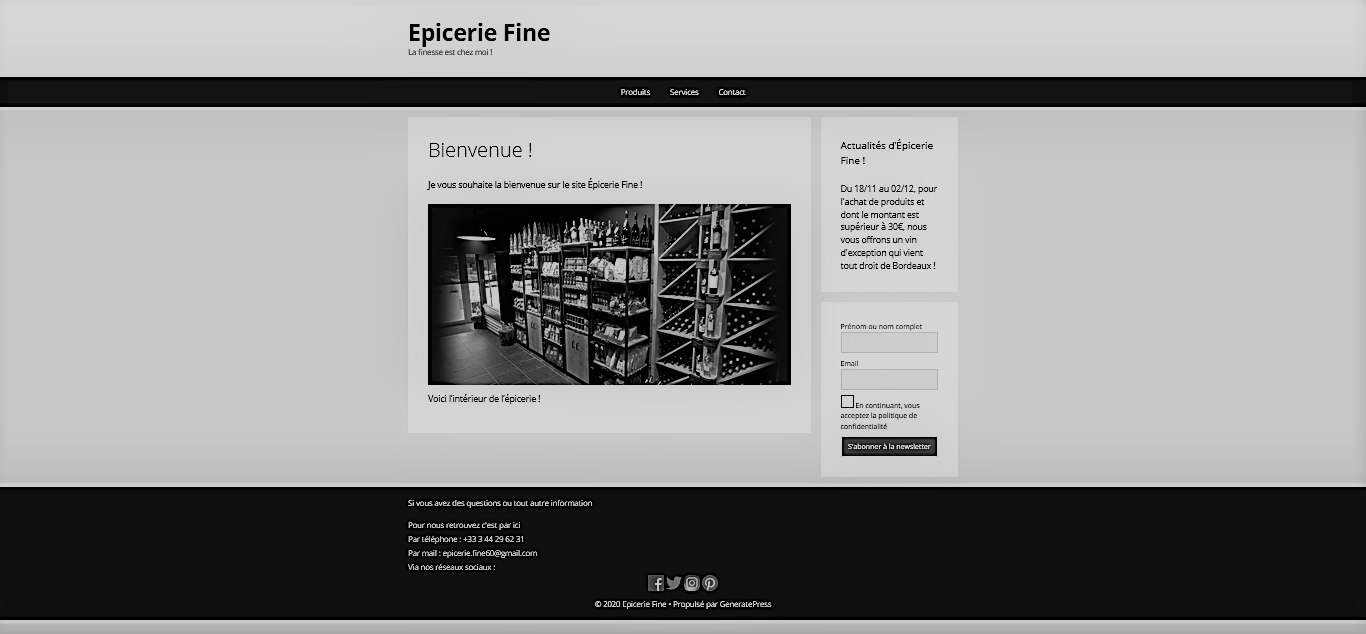 Epicerie Fine
La finesse est chez moi !
Produits Services Contact
Bienvenue !
Je vous souhaite la bienvenue sur le site Épicerie Fine !
Voici l'intérieur de l'épicerie !
Actualités d'Épicerie
Fine !
Du 18/11 au 02/12, pour
l'achat de produits et
dont le montant est
supérieur à 30€, nous
vous offrons un vin
d'exception qui vient
tout droit de Bordeaux !
Prénom ou nom complet
Email
En continuant, vous
acceptez la politique de
confidentialité
S'abonner à la newsletter
Si vous avez des questions ou tout autre information
Pour nous retrouvez c'est par ici
Par téléphone : +33 3 44 29 62 31
Par mail : epicerie.fine60@gmail.com
Via nos réseaux sociaux :
© 2020 Epicerie Fine • Propulsé par GeneratePress